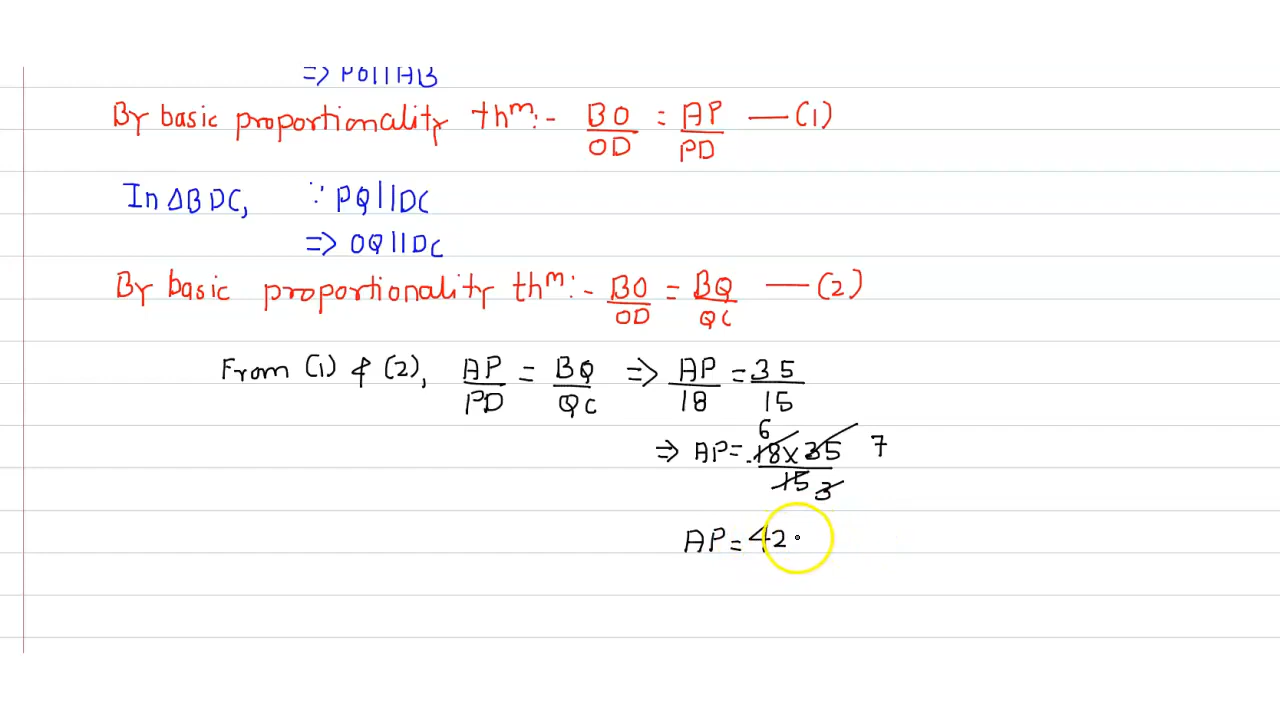 => PO||AB
By basic proportionality thm:- BO/OD = AP/PD —(1)
In ΔBDC, ∵ PQ||DC
=> OQ||DC
By basic proportionality thm:- BO/OD = BQ/QC —(2)
From (1) & (2), AP/PD = BQ/QC => AP/18 = 35/15
6
=> AP = 18x35/15 7
3
AP = 42